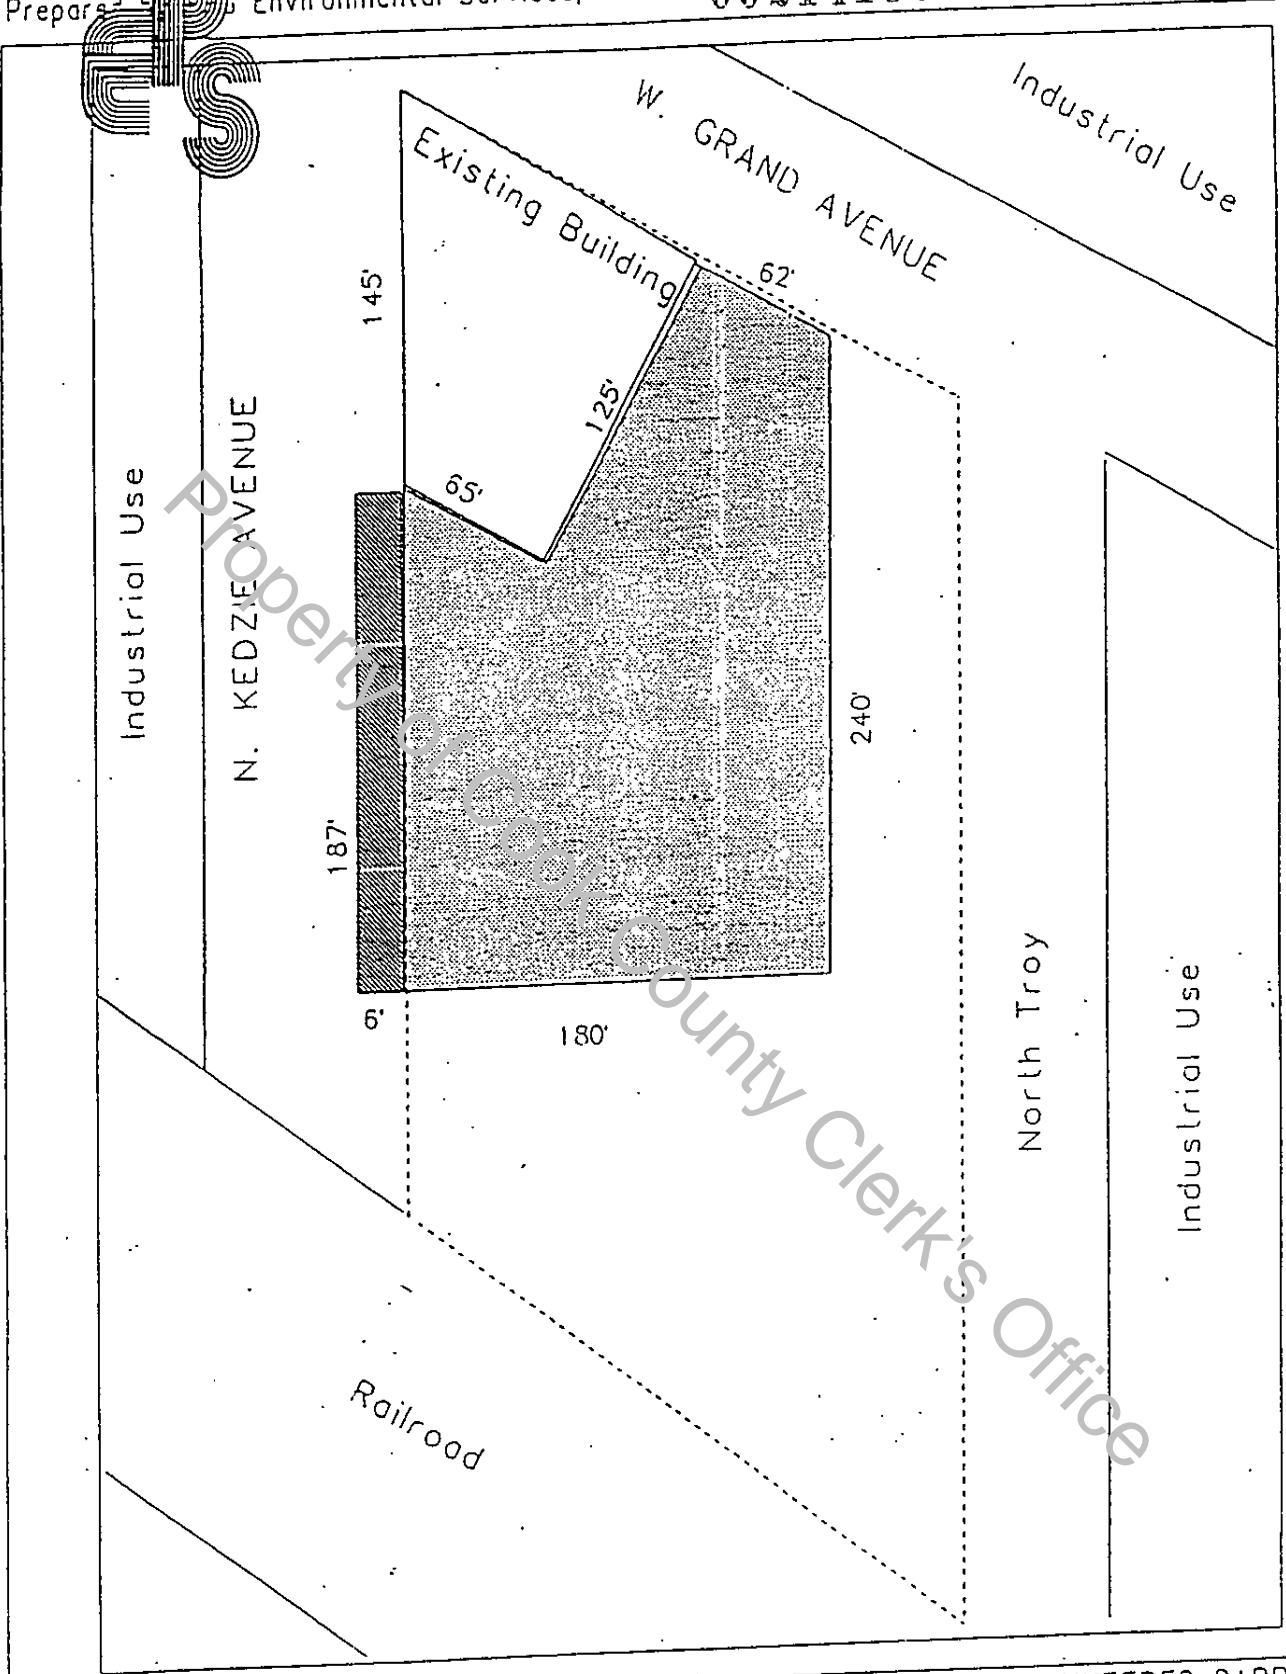 Environmental
Industrial Use
W. GRAND AVENUE
Existing Building
62'
145'
125'
65'
N. KEDZIE AVENUE
Industrial Use
240'
187'
6'
180'
North Troy
Industrial Use
Railroad
Property of Cook County Clerk's Office